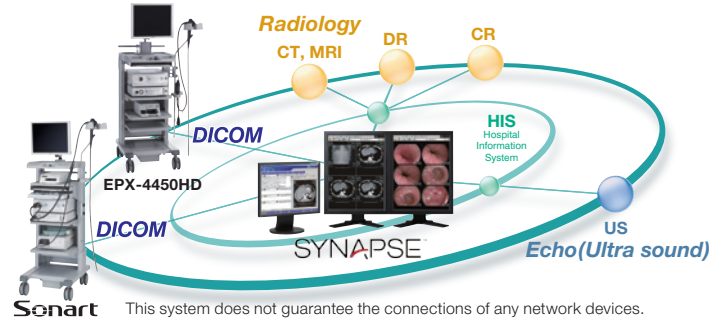 Radiology
CT, MRI
DR
CR
DICOM
HIS
Hospital
Information
System
EPX-4450HD
DICOM
SYNAPSE
US
Echo(Ultra sound)
Sonart
This system does not guarantee the connections of any network devices.